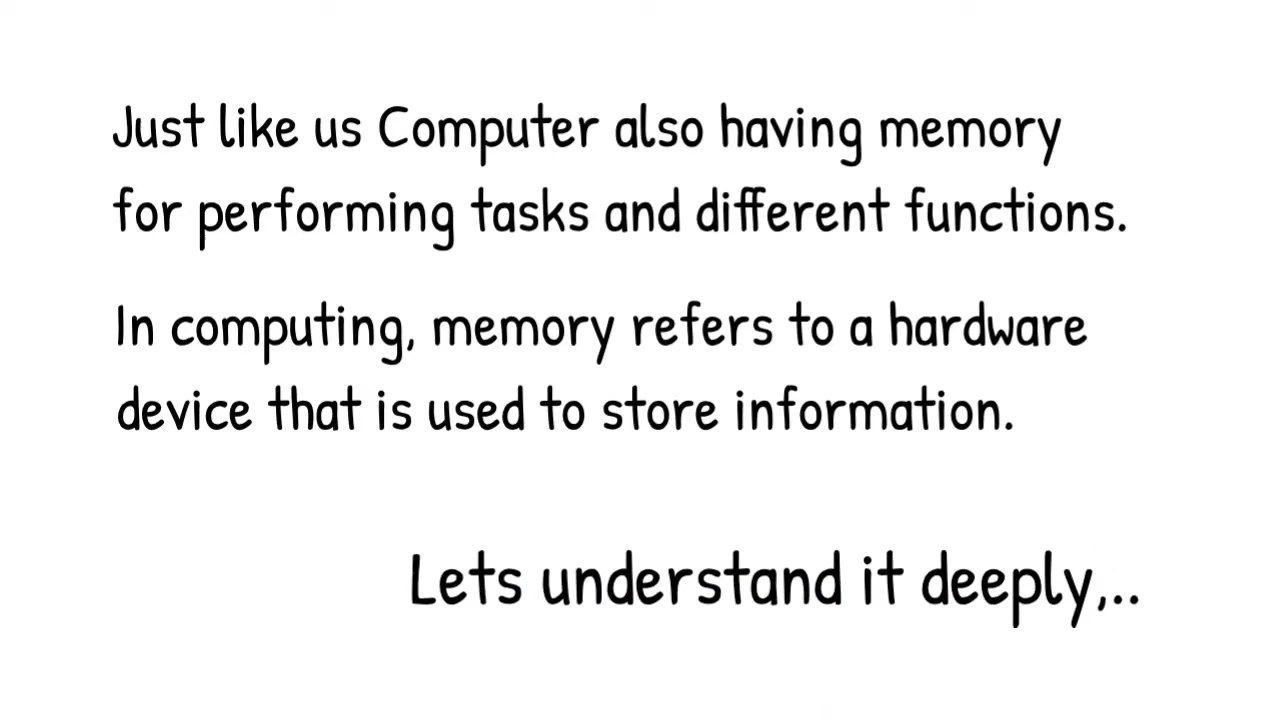 Just like us Computer also having memory
for performing tasks and different functions.
In computing, memory refers to a hardware
device that is used to store information.
Lets understand it deeply,..